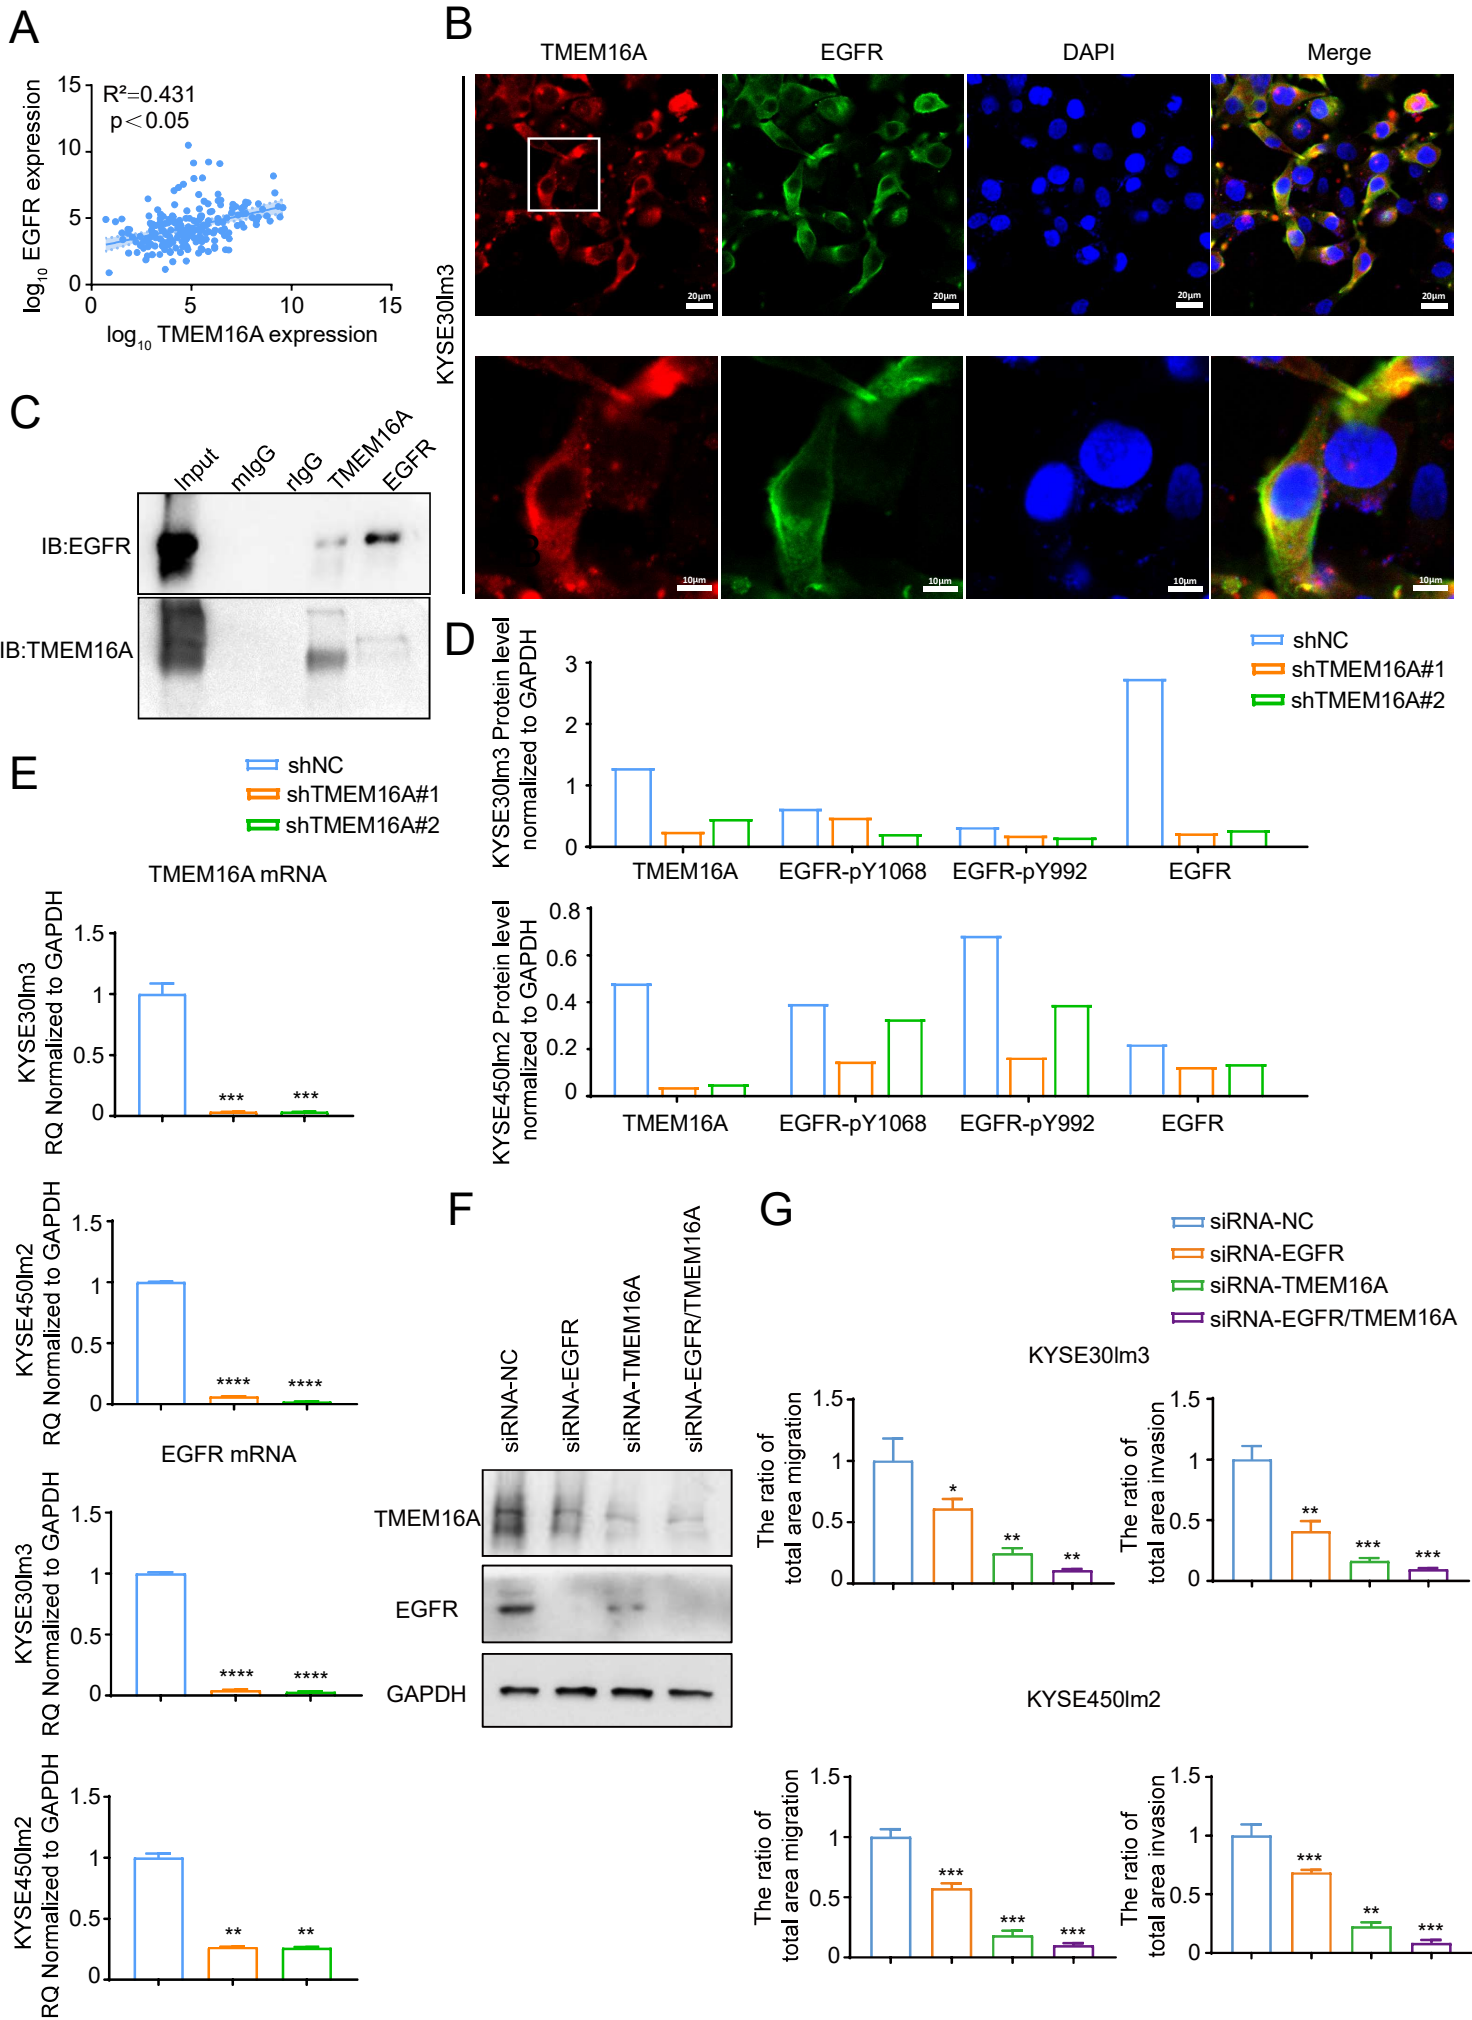 A
R²=0.431
p<0.05
15
10
5
0
0
5
10
15
log10 EGFR expression
log10 TMEM16A expression
B
TMEM16A
EGFR
DAPI
Merge
KYSE30lm3
20μm
20μm
20μm
20μm
10μm
10μm
10μm
10μm
C
Input
mIgG
rIgG
TMEM16A
EGFR
IB:EGFR
IB:TMEM16A
D
shNC
shTMEM16A#1
shTMEM16A#2
KYSE30lm3 Protein level
normalized to GAPDH
3
2
1
0
TMEM16A
EGFR-pY1068
EGFR-pY992
EGFR
KYSE450lm2 Protein level
normalized to GAPDH
0.8
0.6
0.4
0.2
0
TMEM16A
EGFR-pY1068
EGFR-pY992
EGFR
E
shNC
shTMEM16A#1
shTMEM16A#2
TMEM16A mRNA
KYSE30lm3
RQ Normalized to GAPDH
1.5
1
0.5
0
***
***
KYSE450lm2
RQ Normalized to GAPDH
1.5
1
0.5
0
****
****
EGFR mRNA
KYSE30lm3
RQ Normalized to GAPDH
1.5
1
0.5
0
****
****
KYSE450lm2
RQ Normalized to GAPDH
1.5
1
0.5
0
**
**
F
siRNA-NC
siRNA-EGFR
siRNA-TMEM16A
siRNA-EGFR/TMEM16A
TMEM16A
EGFR
GAPDH
G
siRNA-NC
siRNA-EGFR
siRNA-TMEM16A
siRNA-EGFR/TMEM16A
KYSE30lm3
The ratio of
total area migration
1.5
1
0.5
0
*
**
**
The ratio of
total area invasion
1.5
1
0.5
0
**
***
***
KYSE450lm2
The ratio of
total area migration
1.5
1
0.5
0
***
***
***
The ratio of
total area invasion
1.5
1
0.5
0
***
**
***